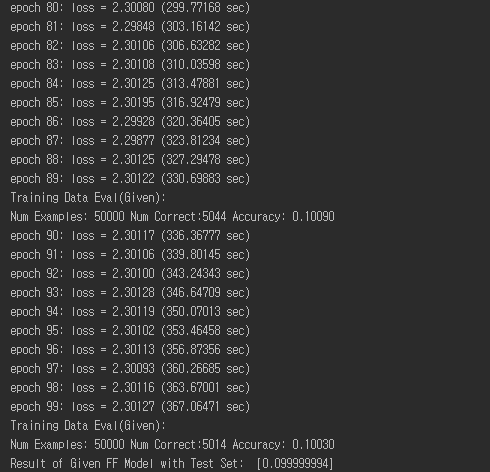 epoch 80: loss = 2.30080 (299.77168 sec)
epoch 81: loss = 2.29848 (303.16142 sec)
epoch 82: loss = 2.30106 (306.63282 sec)
epoch 83: loss = 2.30108 (310.03598 sec)
epoch 84: loss = 2.30125 (313.47881 sec)
epoch 85: loss = 2.30195 (316.92479 sec)
epoch 86: loss = 2.29928 (320.36405 sec)
epoch 87: loss = 2.29877 (323.81234 sec)
epoch 88: loss = 2.30125 (327.29478 sec)
epoch 89: loss = 2.30122 (330.69883 sec)
Training Data Eval(Given):
Num Examples: 50000 Num Correct:5044 Accuracy: 0.10090
epoch 90: loss = 2.30117 (336.36777 sec)
epoch 91: loss = 2.30106 (339.80145 sec)
epoch 92: loss = 2.30100 (343.24343 sec)
epoch 93: loss = 2.30128 (346.64709 sec)
epoch 94: loss = 2.30119 (350.07013 sec)
epoch 95: loss = 2.30102 (353.46458 sec)
epoch 96: loss = 2.30113 (356.87356 sec)
epoch 97: loss = 2.30093 (360.26685 sec)
epoch 98: loss = 2.30116 (363.67001 sec)
epoch 99: loss = 2.30127 (367.06471 sec)
Training Data Eval(Given):
Num Examples: 50000 Num Correct:5014 Accuracy: 0.10030
Result of Given FF Model with Test Set:  [0.099999994]